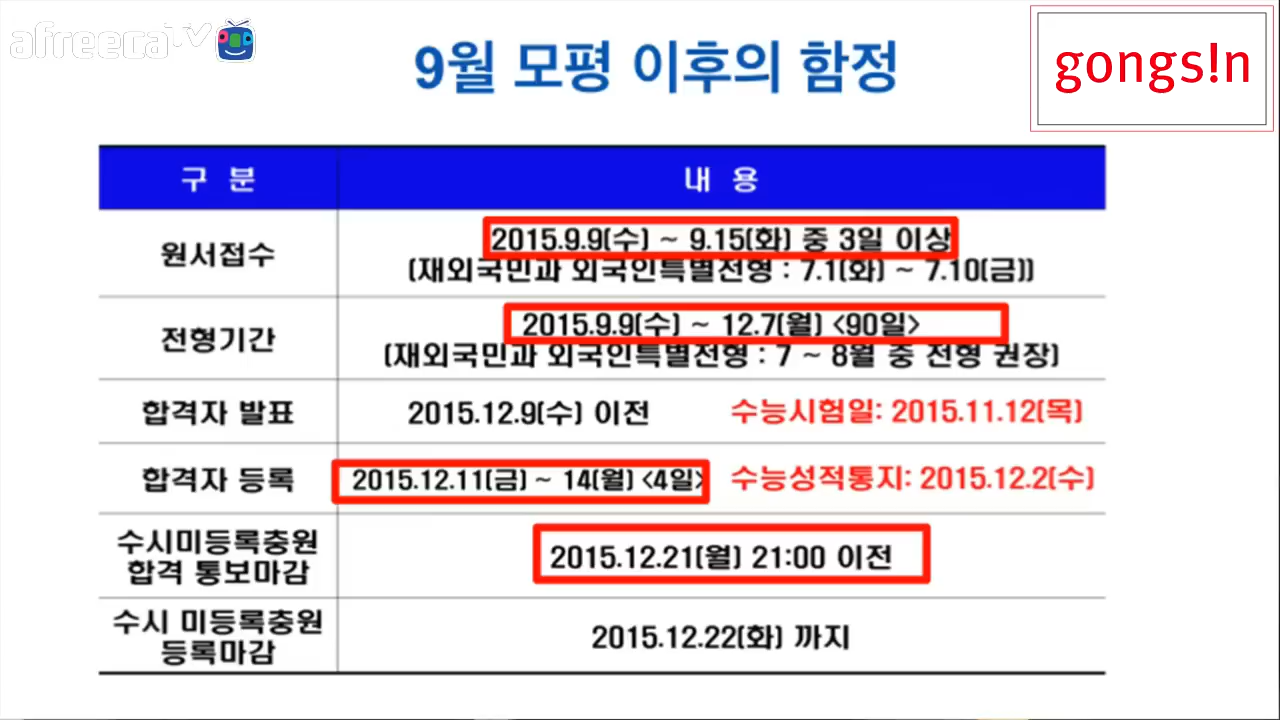 afreecaTV
9월 모평 이후의 함정
gongs!n
구 분
내 용
원서접수
2015.9.9(수) ~ 9.15(화) 중 3일 이상
(재외국민과 외국인특별전형 : 7.1(화) ~ 7.10(금))
전형기간
2015.9.9(수) ~ 12.7(월) <90일>
(재외국민과 외국인특별전형 : 7 ~ 8월 중 전형 권장)
합격자 발표
2015.12.9(수) 이전
수능시험일: 2015.11.12(목)
합격자 등록
2015.12.11(금) ~ 14(월) <4일>
수능성적통지: 2015.12.2(수)
수시미등록충원
합격 통보마감
2015.12.21(월) 21:00 이전
수시 미등록충원
등록마감
2015.12.22(화) 까지